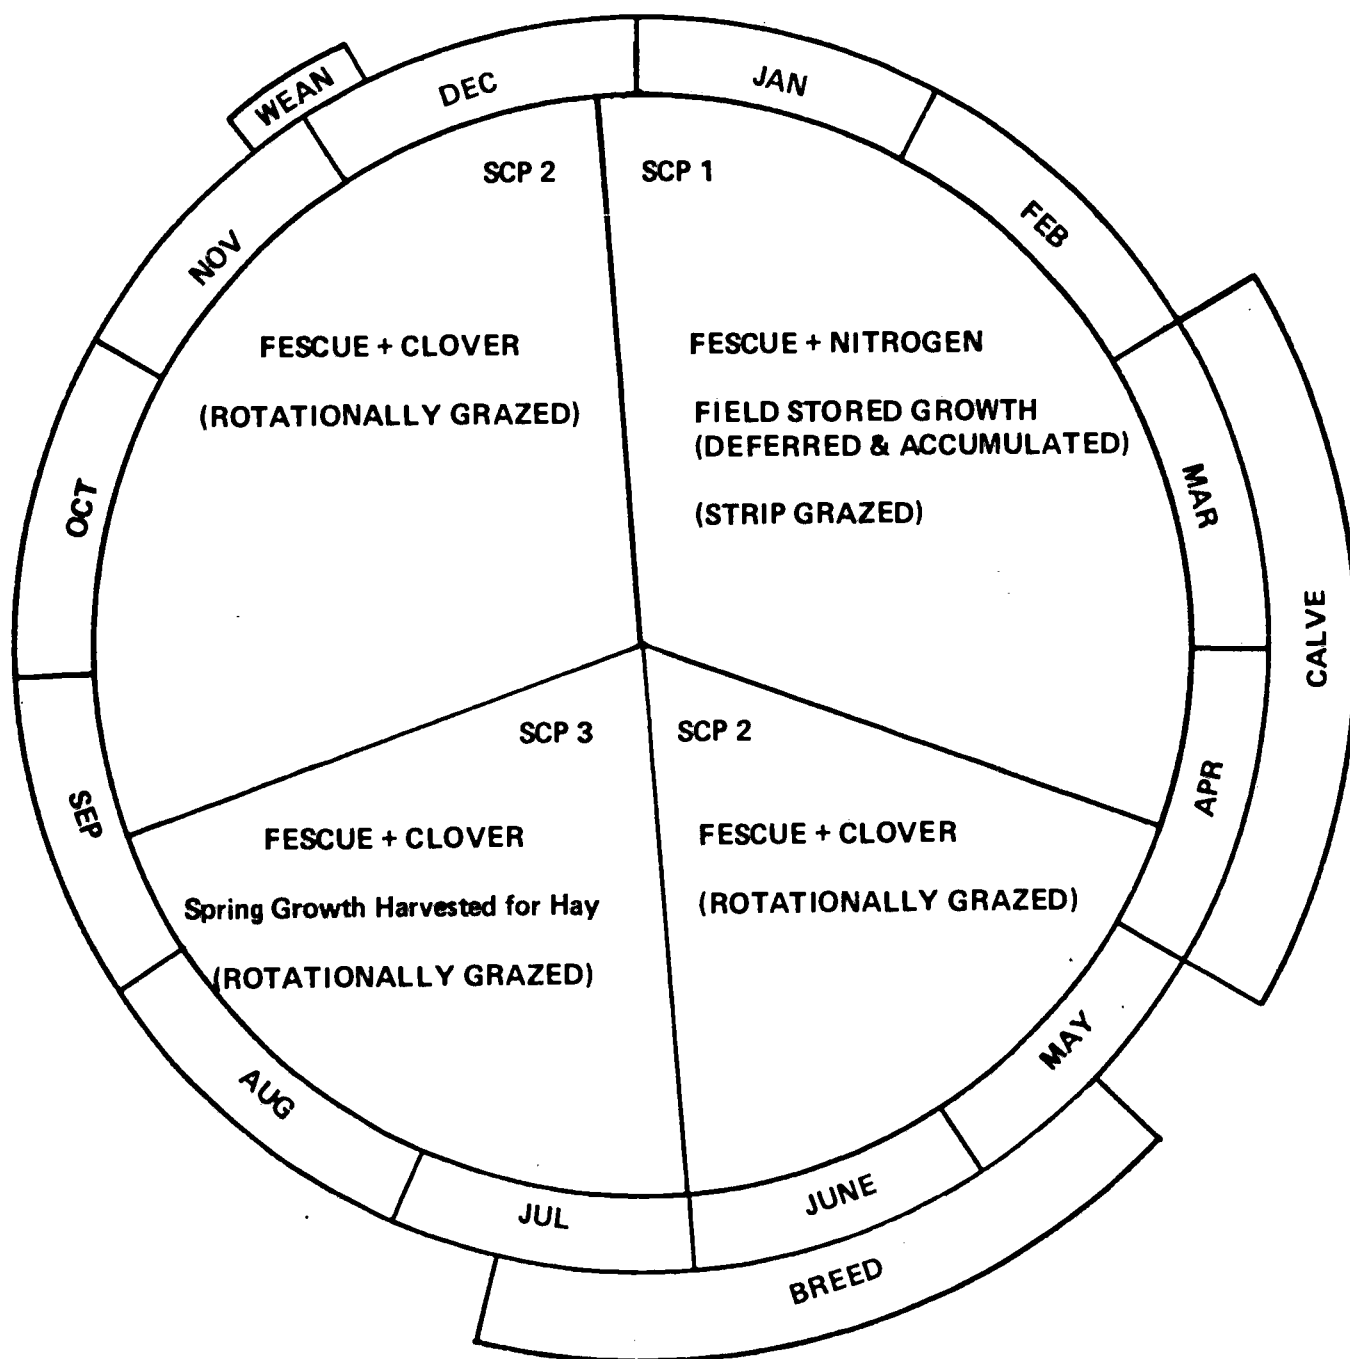 JAN
FEB
MAR
APR
MAY
JUNE
JUL
AUG
SEP
OCT
NOV
DEC
WEAN
CALVE
BREED
SCP 1
FESCUE + NITROGEN
FIELD STORED GROWTH
(DEFERRED & ACCUMULATED)
(STRIP GRAZED)
SCP 2
FESCUE + CLOVER
(ROTATIONALLY GRAZED)
SCP 3
FESCUE + CLOVER
Spring Growth Harvested for Hay
(ROTATIONALLY GRAZED)
SCP 2
FESCUE + CLOVER
(ROTATIONALLY GRAZED)